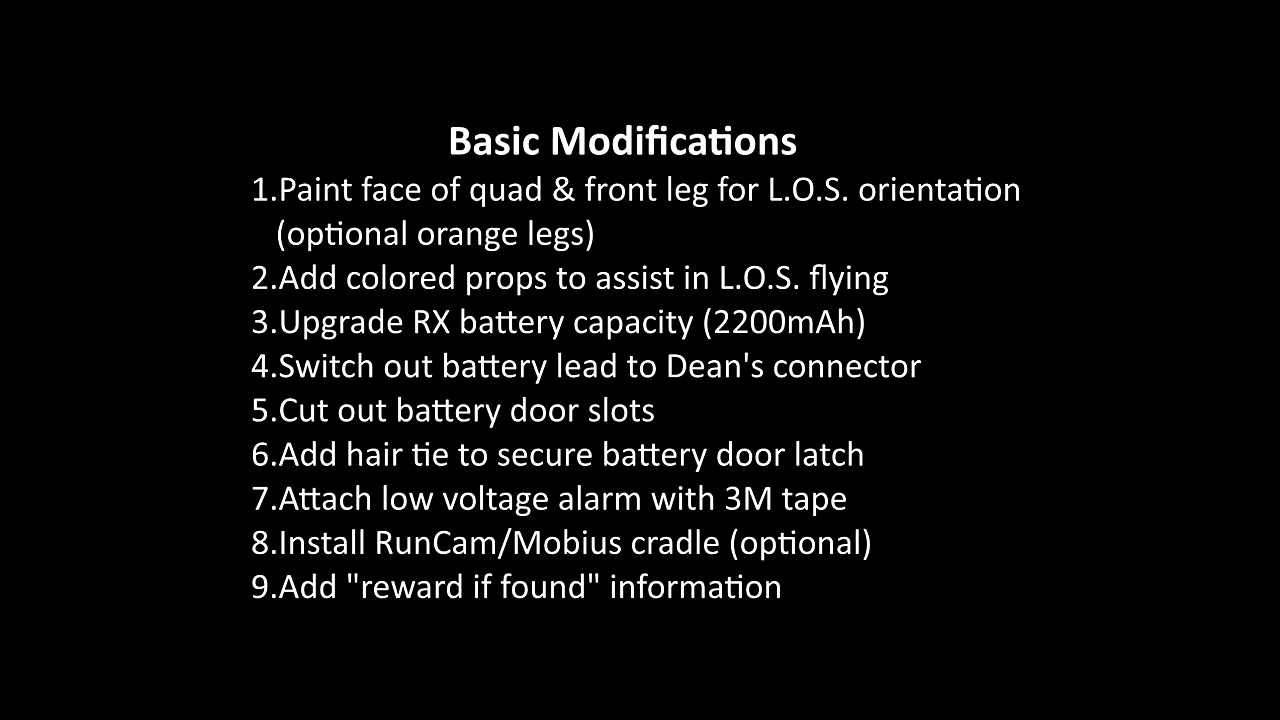 Basic Modifications
1.Paint face of quad & front leg for L.O.S. orientation
(optional orange legs)
2.Add colored props to assist in L.O.S. flying
3.Upgrade RX battery capacity (2200mAh)
4.Switch out battery lead to Dean's connector
5.Cut out battery door slots
6.Add hair tie to secure battery door latch
7.Attach low voltage alarm with 3M tape
8.Install RunCam/Mobius cradle (optional)
9.Add "reward if found" information